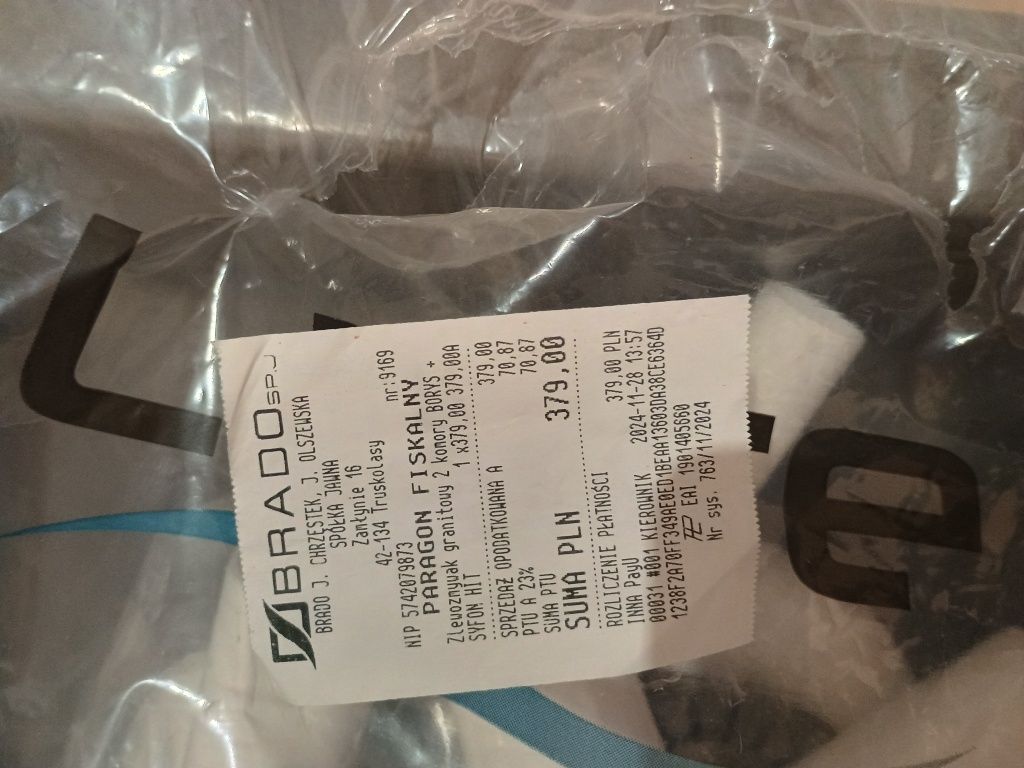 BRADO SP.J
BRADO J. CHRZĘSTEK, J. OLSZEWSKA
SPÓŁKA JAWNA
Zamłynie 16
42-134 Truskolasy
NIP 5742079873 nr:9169
PARAGON FISKALNY
Zlewozmywak granitowy 2 komory BORYS +
SYFON HIT 1 x379,00 379,00A
SPRZEDAŻ OPODATKOWANA A 379,00
PTU A 23% 70,87
SUMA PTU 70,87
SUMA PLN 379,00
ROZLICZENIE PŁATNOŚCI
INNA PayU 379,00 PLN
00031 #001 KIEROWNIK 2024-11-28 13:57
EAI 1901405660
Nr sys. 763/11/2024